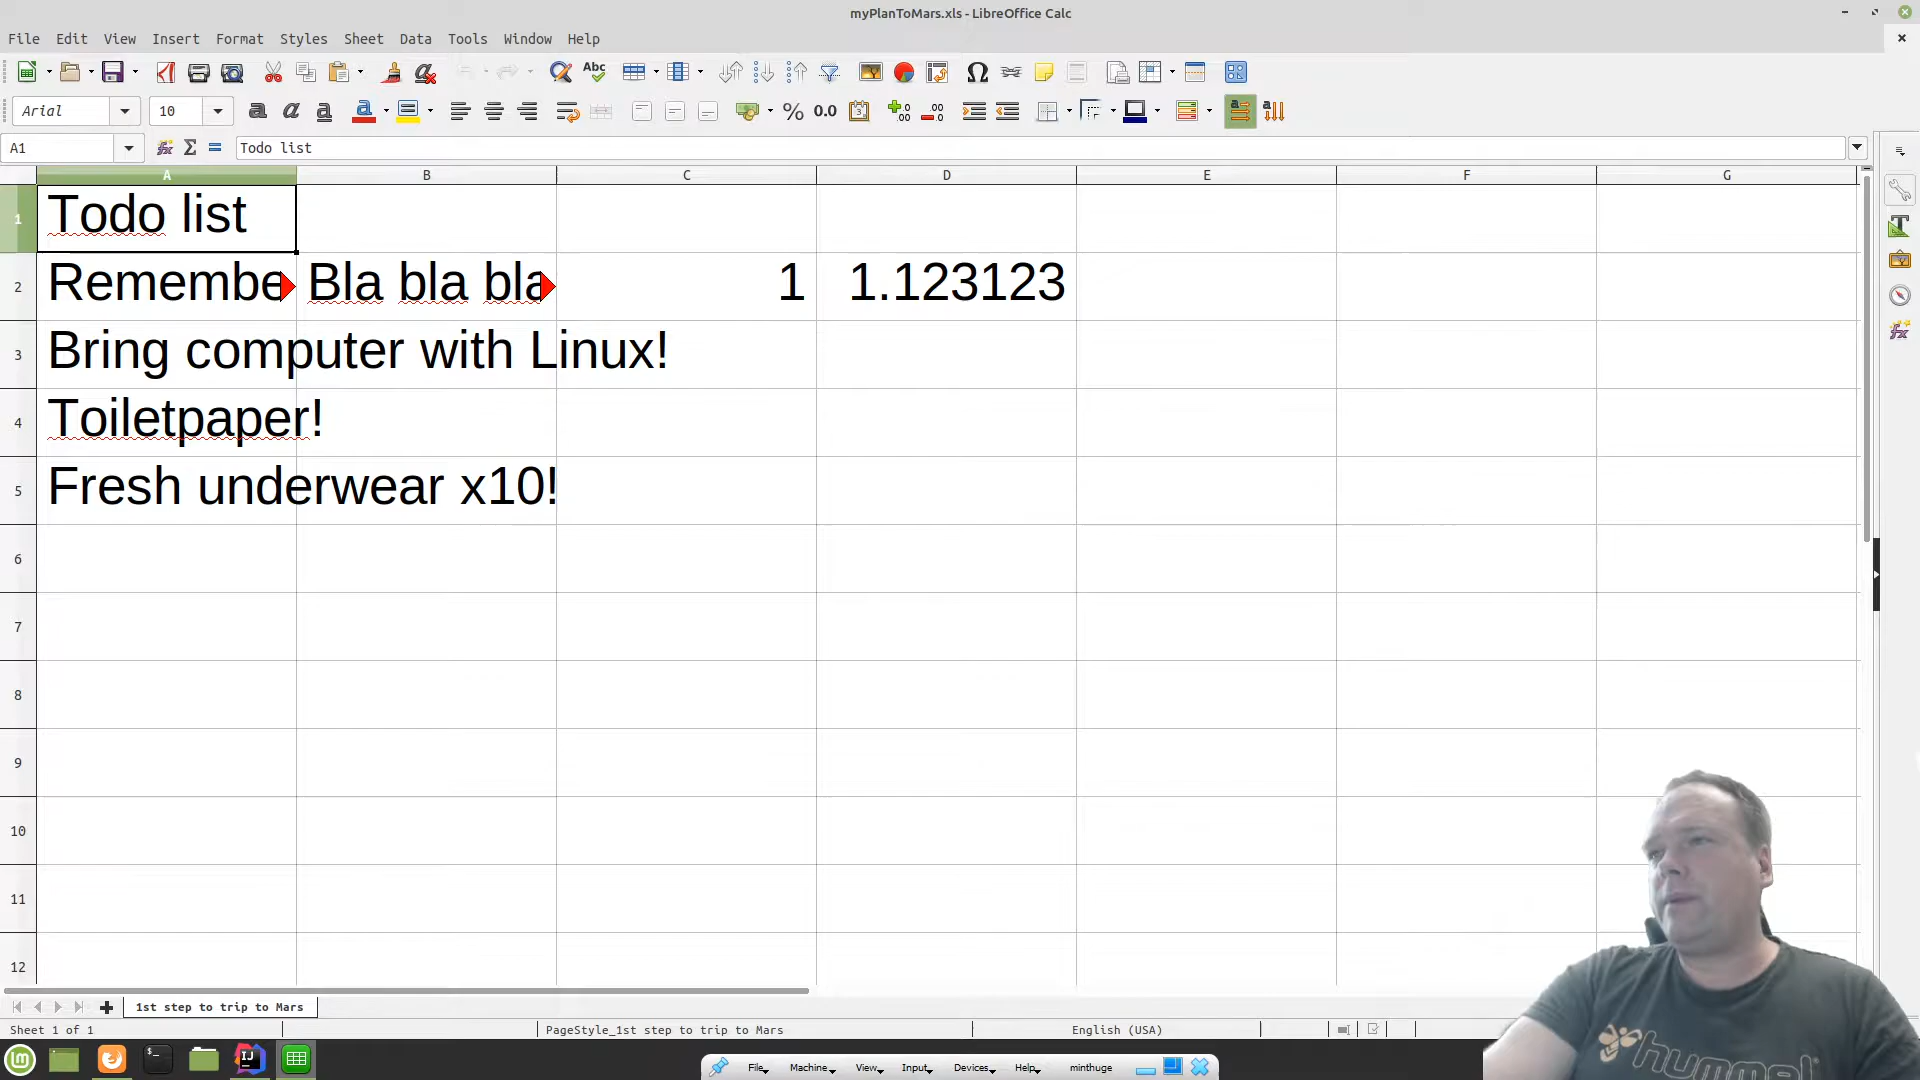 myPlanToMars.xls - LibreOffice Calc
File Edit View Insert Format Styles Sheet Data Tools Window Help
Arial 10
A1 Todo list
A B C D E F G
1 Todo list
2 Remembe Bla bla bla 1 1.123123
3 Bring computer with Linux!
4 Toiletpaper!
5 Fresh underwear x10!
6
7
8
9
10
11
12
1st step to trip to Mars
Sheet 1 of 1 PageStyle_1st step to trip to Mars English (USA)
File Machine View Input Devices Help minthuge
hummel